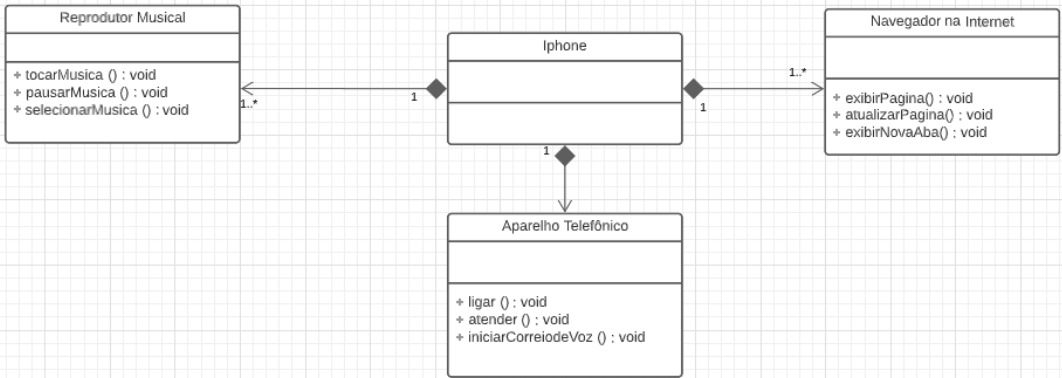 Reprodutor Musical
+ tocarMusica () : void
+ pausarMusica () : void
+ selecionarMusica () : void
1..*
1
Iphone
1
1..*
Navegador na Internet
+ exibirPagina() : void
+ atualizarPagina() : void
+ exibirNovaAba() : void
1
Aparelho Telefônico
+ ligar () : void
+ atender () : void
+ iniciarCorreiodeVoz () : void